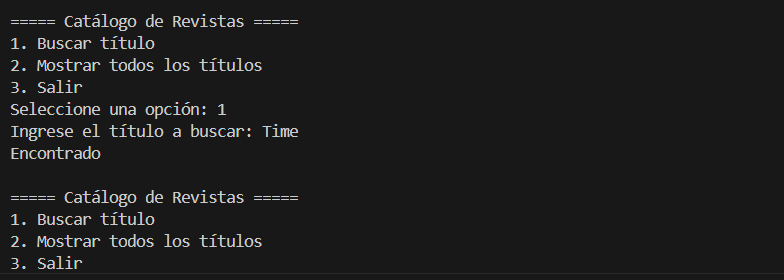 ===== Catálogo de Revistas =====
1. Buscar título
2. Mostrar todos los títulos
3. Salir
Seleccione una opción: 1
Ingrese el título a buscar: Time
Encontrado

===== Catálogo de Revistas =====
1. Buscar título
2. Mostrar todos los títulos
3. Salir